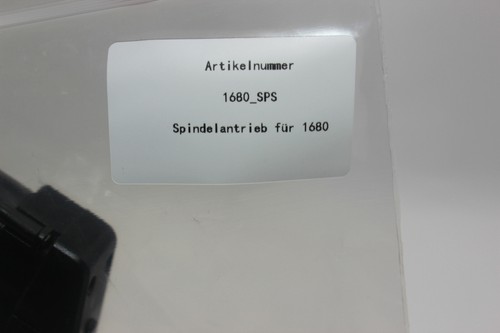 Artikelnummer
1680_SPS
Spindelantrieb für 1680